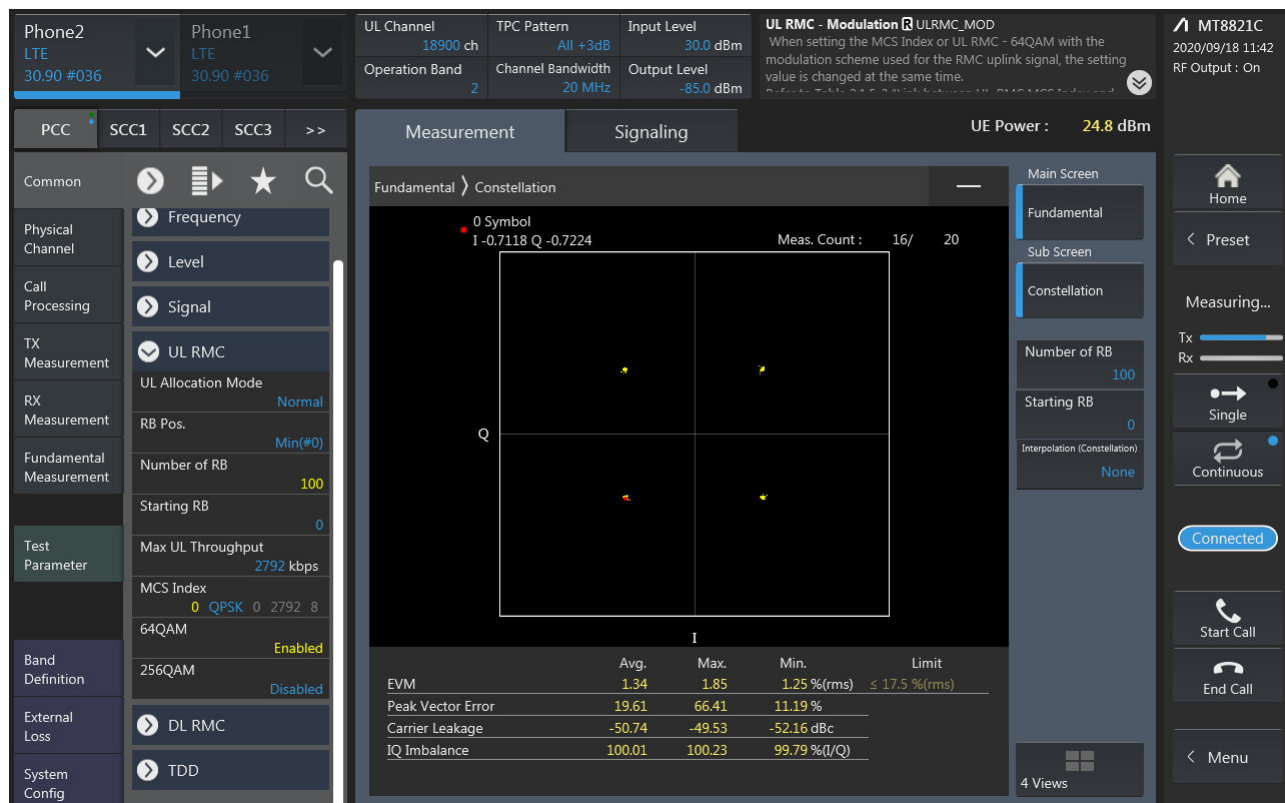 Phone2
LTE
30.90 #036
Phone1
LTE
30.90 #036
UL Channel
18900 ch
TPC Pattern
All +3dB
Input Level
30.0 dBm
Operation Band
2
Channel Bandwidth
20 MHz
Output Level
-85.0 dBm
UL RMC - Modulation R ULRMC_MOD
When setting the MCS Index or UL RMC - 64QAM with the
modulation scheme used for the RMC uplink signal, the setting
value is changed at the same time.
MT8821C
2020/09/18 11:42
RF Output : On
PCC
SCC1
SCC2
SCC3
>>
Measurement
Signaling
UE Power : 24.8 dBm
Common
Physical
Channel
Call
Processing
TX
Measurement
RX
Measurement
Fundamental
Measurement
Test
Parameter
Band
Definition
External
Loss
System
Config
Frequency
Level
Signal
UL RMC
UL Allocation Mode
Normal
RB Pos.
Min(#0)
Number of RB
100
Starting RB
0
Max UL Throughput
2792 kbps
MCS Index
0 QPSK 0 2792 8
64QAM
Enabled
256QAM
Disabled
DL RMC
TDD
Fundamental 〉 Constellation
0 Symbol
I -0.7118 Q -0.7224
Meas. Count : 16/ 20
Q
I
Avg. Max. Min. Limit
EVM 1.34 1.85 1.25 %(rms) ≤ 17.5 %(rms)
Peak Vector Error 19.61 66.41 11.19 %
Carrier Leakage -50.74 -49.53 -52.16 dBc
IQ Imbalance 100.01 100.23 99.79 %(I/Q)
Main Screen
Fundamental
Sub Screen
Constellation
Number of RB
100
Starting RB
0
Interpolation (Constellation)
None
4 Views
Home
< Preset
Measuring...
Tx
Rx
Single
Continuous
Connected
Start Call
End Call
< Menu